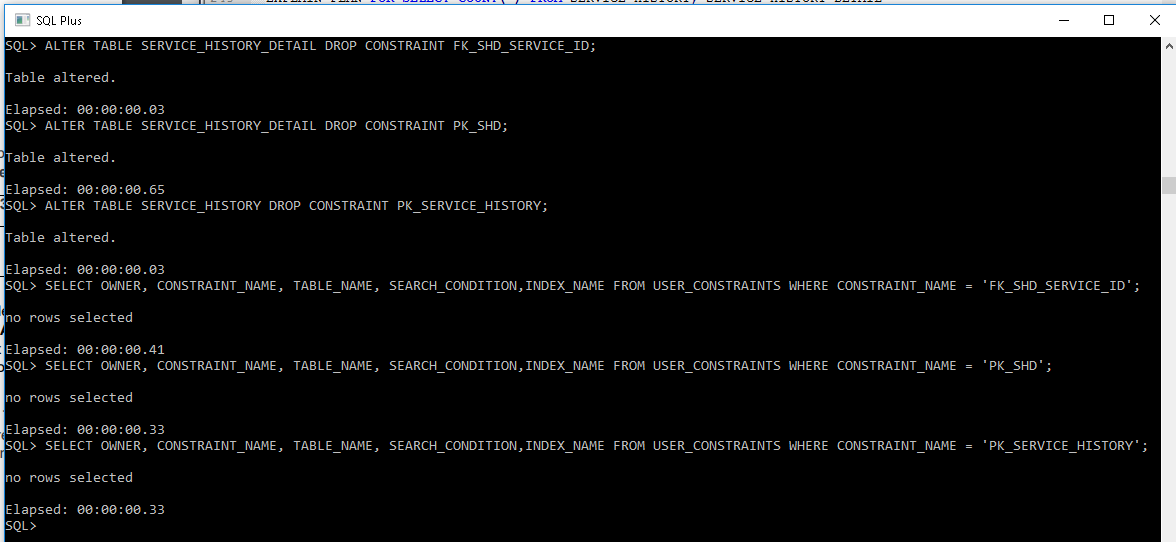 SQL Plus
SQL> ALTER TABLE SERVICE_HISTORY_DETAIL DROP CONSTRAINT FK_SHD_SERVICE_ID;
Table altered.
Elapsed: 00:00:00.03
SQL> ALTER TABLE SERVICE_HISTORY_DETAIL DROP CONSTRAINT PK_SHD;
Table altered.
Elapsed: 00:00:00.65
SQL> ALTER TABLE SERVICE_HISTORY DROP CONSTRAINT PK_SERVICE_HISTORY;
Table altered.
Elapsed: 00:00:00.03
SQL> SELECT OWNER, CONSTRAINT_NAME, TABLE_NAME, SEARCH_CONDITION,INDEX_NAME FROM USER_CONSTRAINTS WHERE CONSTRAINT_NAME = 'FK_SHD_SERVICE_ID';
no rows selected
Elapsed: 00:00:00.41
SQL> SELECT OWNER, CONSTRAINT_NAME, TABLE_NAME, SEARCH_CONDITION,INDEX_NAME FROM USER_CONSTRAINTS WHERE CONSTRAINT_NAME = 'PK_SHD';
no rows selected
Elapsed: 00:00:00.33
SQL> SELECT OWNER, CONSTRAINT_NAME, TABLE_NAME, SEARCH_CONDITION,INDEX_NAME FROM USER_CONSTRAINTS WHERE CONSTRAINT_NAME = 'PK_SERVICE_HISTORY';
no rows selected
Elapsed: 00:00:00.33
SQL>